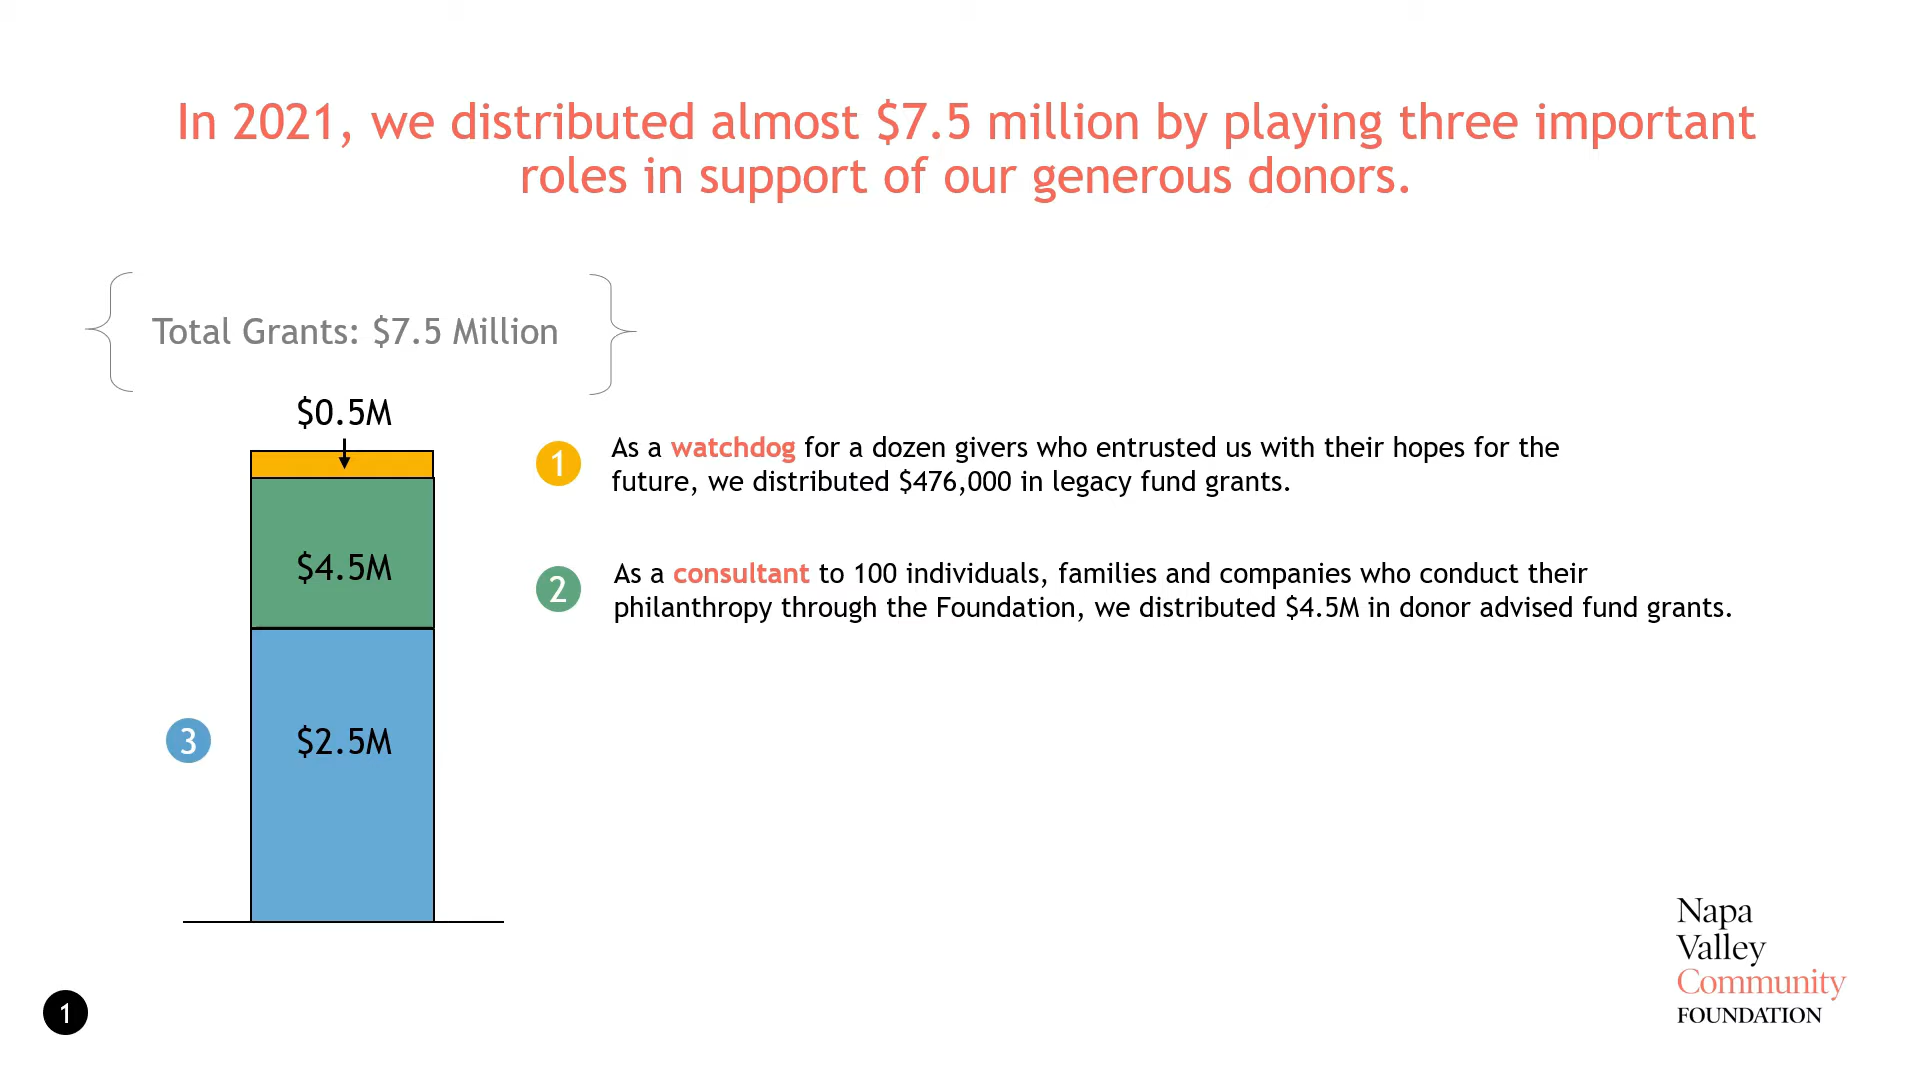 In 2021, we distributed almost $7.5 million by playing three important
roles in support of our generous donors.
Total Grants: $7.5 Million
$0.5M
1
As a watchdog for a dozen givers who entrusted us with their hopes for the
future, we distributed $476,000 in legacy fund grants.
$4.5M
2
As a consultant to 100 individuals, families and companies who conduct their
philanthropy through the Foundation, we distributed $4.5M in donor advised fund grants.
3
$2.5M
Napa
Valley
Community
FOUNDATION
1